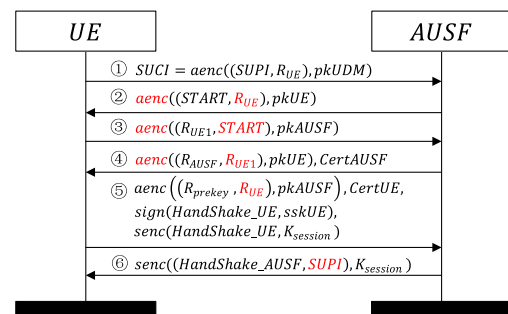 UE AUSF
① SUCI = aenc((SUPI, R_UE), pkUDM)
② aenc((START, R_UE), pkUE)
③ aenc((R_UE1, START), pkAUSF)
④ aenc((R_AUSF, R_UE1), pkUE), CertAUSF
⑤ aenc((R_prekey, R_UE), pkAUSF), CertUE,
sign(HandShake_UE, sskUE),
senc(HandShake_UE, K_session)
⑥ senc((HandShake_AUSF, SUPI), K_session)